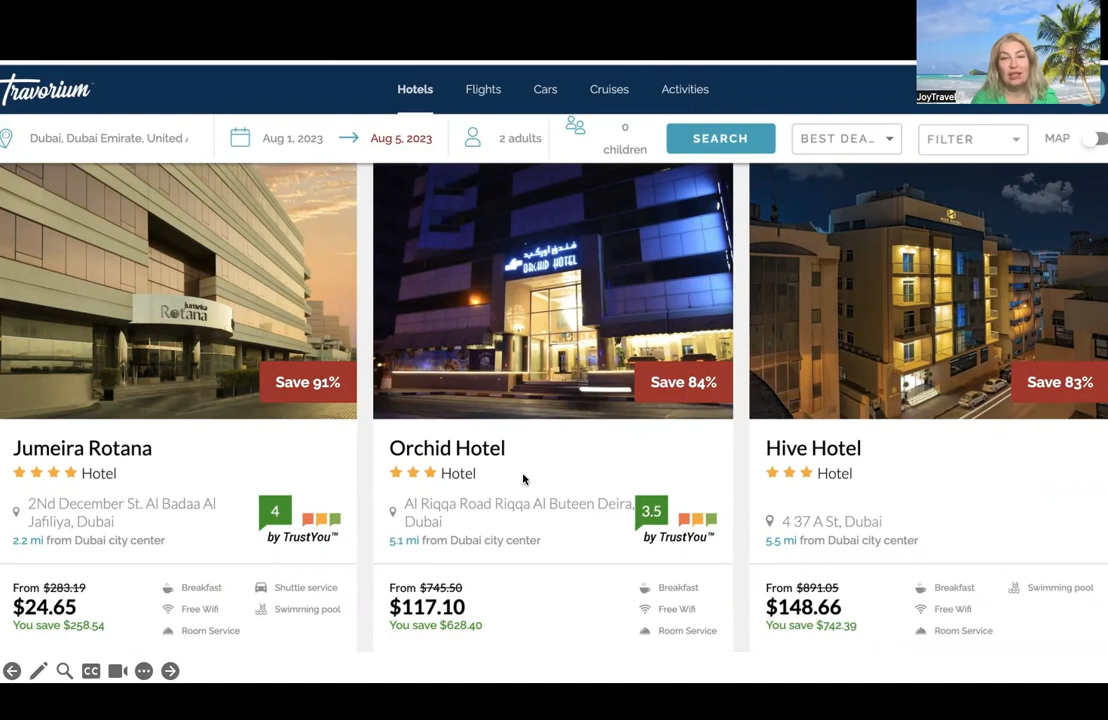 Travorium
Hotels
Flights
Cars
Cruises
Activities
JoyTravel
Dubai, Dubai Emirate, United
Aug 1, 2023
Aug 5, 2023
2 adults
0
children
SEARCH
BEST DEA...
FILTER
MAP
jumeira
Rotana
Save 91%
فندق اوركيد
ORCHID HOTEL
Save 84%
HIVE HOTEL
Save 83%
Jumeira Rotana
Hotel
2Nd December St. Al Badaa Al
Jafiliya, Dubai
2.2 mi from Dubai city center
4
by TrustYou™
From $283.19
$24.65
You save $258.54
Breakfast
Free Wifi
Room Service
Shuttle service
Swimming pool
Orchid Hotel
Hotel
Al Riqqa Road Riqqa Al Buteen Deira,
Dubai
5.1 mi from Dubai city center
3.5
by TrustYou™
From $745.50
$117.10
You save $628.40
Breakfast
Free Wifi
Room Service
Hive Hotel
Hotel
4 37 A St, Dubai
5.5 mi from Dubai city center
From $891.05
$148.66
You save $742.39
Breakfast
Free Wifi
Room Service
Swimming pool
CC